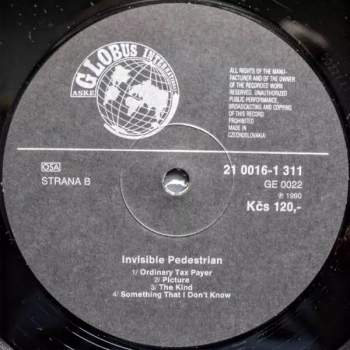 GLOBUS INTERNATIONAL
ASKE
ALL RIGHTS OF THE MANU-
FACTURER AND OF THE OWNER
OF THE RECORDED WORK
RESERVED. UNAUTHORIZED
PUBLIC PERFORMANCE,
BROADCASTING AND COPYING
OF THIS RECORD
PROHIBITED
MADE IN
CZECHOSLOVAKIA
OSA
STRANA B
21 0016-1 311
GE 0022
℗ 1990
Kčs 120,-
Invisible Pedestrian
1/ Ordinary Tax Payer
2/ Picture
3/ The Kind
4/ Something That I Don't Know